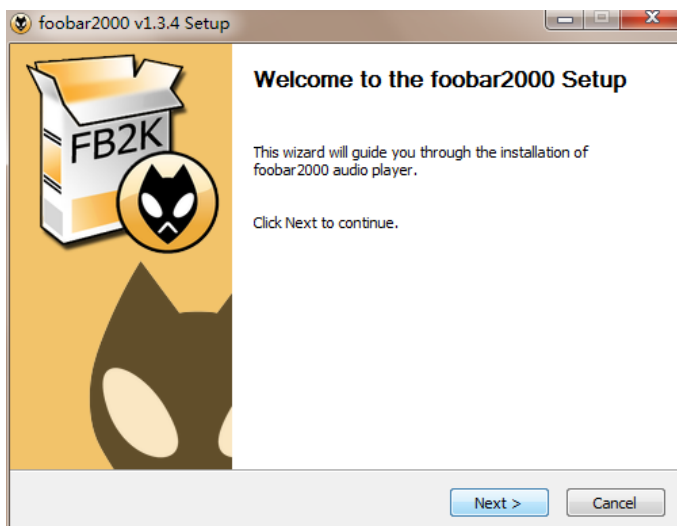 foobar2000 v1.3.4 Setup
FB2K
Welcome to the foobar2000 Setup
This wizard will guide you through the installation of
foobar2000 audio player.
Click Next to continue.
Next >
Cancel